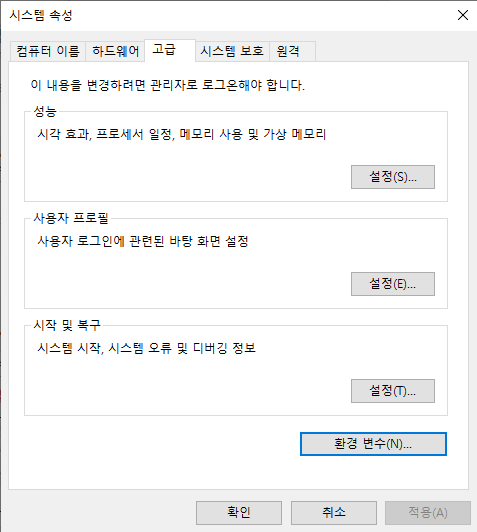 시스템 속성
컴퓨터 이름 하드웨어 고급 시스템 보호 원격
이 내용을 변경하려면 관리자로 로그온해야 합니다.
성능
시각 효과, 프로세서 일정, 메모리 사용 및 가상 메모리
설정(S)...
사용자 프로필
사용자 로그인에 관련된 바탕 화면 설정
설정(E)...
시작 및 복구
시스템 시작, 시스템 오류 및 디버깅 정보
설정(T)...
환경 변수(N)...
확인 취소 적용(A)